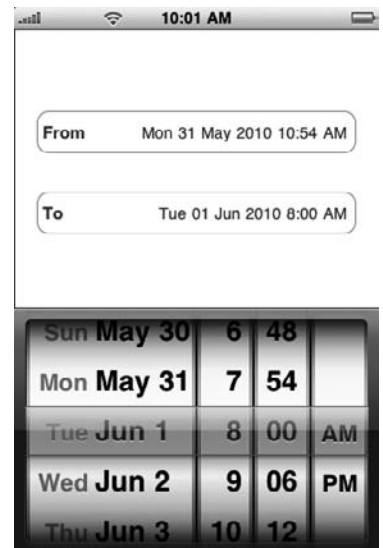 10:01 AM
From Mon 31 May 2010 10:54 AM
To Tue 01 Jun 2010 8:00 AM
Sun May 30 6 48
Mon May 31 7 54
Tue Jun 1 8 00 AM
Wed Jun 2 9 06 PM
Thu Jun 3 10 12